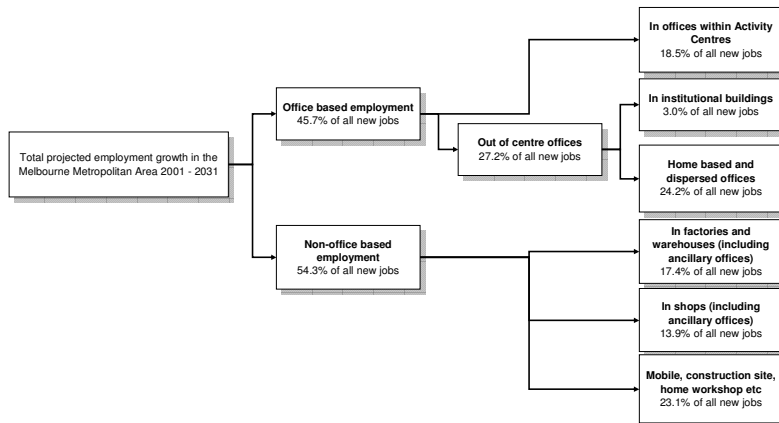 Total projected employment growth in the
Melbourne Metropolitan Area 2001 - 2031
Office based employment
45.7% of all new jobs
Non-office based
employment
54.3% of all new jobs
Out of centre offices
27.2% of all new jobs
In offices within Activity
Centres
18.5% of all new jobs
In institutional buildings
3.0% of all new jobs
Home based and
dispersed offices
24.2% of all new jobs
In factories and
warehouses (including
ancillary offices)
17.4% of all new jobs
In shops (including
ancillary offices)
13.9% of all new jobs
Mobile, construction site,
home workshop etc
23.1% of all new jobs